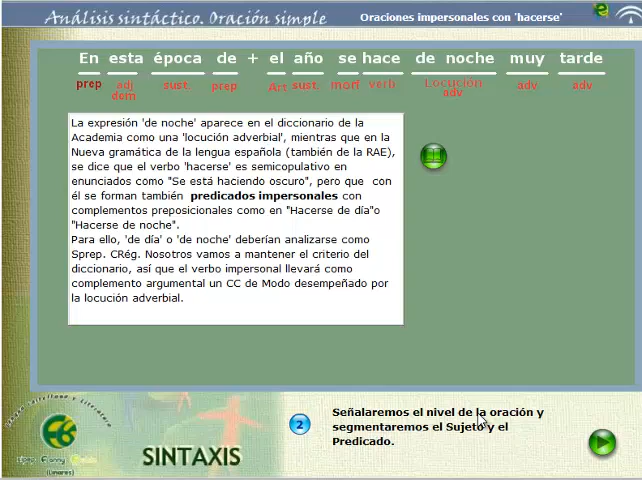 Análisis sintáctico. Oración simple
Oraciones impersonales con 'hacerse'
En esta época de + el año se hace de noche muy tarde
prep adj sust. prep Art sust. morf verb Locución adv adv
dem adv
La expresión 'de noche' aparece en el diccionario de la
Academia como una 'locución adverbial', mientras que en la
Nueva gramática de la lengua española (también de la RAE),
se dice que el verbo 'hacerse' es semicopulativo en
enunciados como "Se está haciendo oscuro", pero que con
él se forman también predicados impersonales con
complementos preposicionales como en "Hacerse de día"o
"Hacerse de noche".
Para ello, 'de día' o 'de noche' deberían analizarse como
Sprep. CRég. Nosotros vamos a mantener el criterio del
diccionario, así que el verbo impersonal llevará como
complemento argumental un CC de Modo desempeñado por
la locución adverbial.
2
Señalaremos el nivel de la oración y
segmentaremos el Sujeto y el
Predicado.
Lengua Castellana y Literatura
(Linares)
SINTAXIS